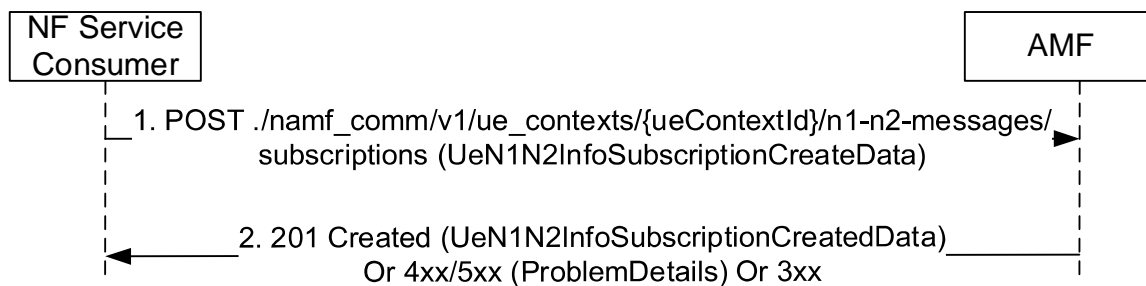 NF Service
Consumer
AMF
1. POST ./namf_comm/v1/ue_contexts/{ueContextId}/n1-n2-messages/
subscriptions (UeN1N2InfoSubscriptionCreateData)
2. 201 Created (UeN1N2InfoSubscriptionCreatedData)
Or 4xx/5xx (ProblemDetails) Or 3xx